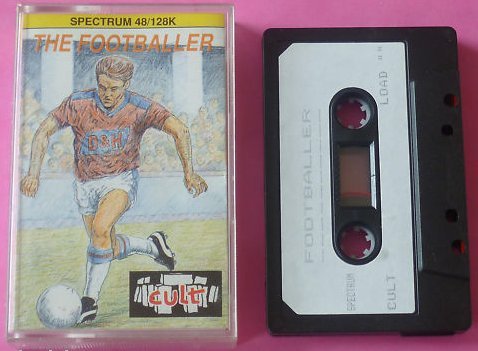 SPECTRUM 48/128K
THE FOOTBALLER
D&H
cult
FOOTBALLER
SPECTRUM
CULT
LOAD ""